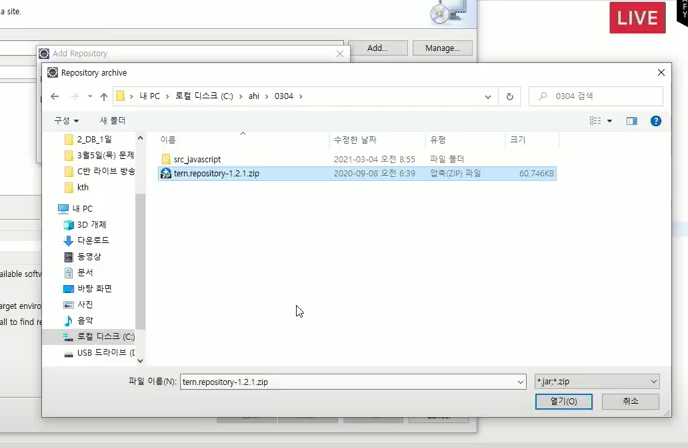 a site.
LIVE
Add Repository
Add...
Manage...
Repository archive
내 PC › 로컬 디스크 (C:) › ahi › 0304 ›
0304 검색
구성
새 폴더
이름
수정한 날짜
유형
크기
2_DB_1일
3월5일(목) 문제
C반 라이브 방송
kth
내 PC
3D 개체
다운로드
동영상
문서
바탕 화면
사진
음악
로컬 디스크 (C:)
USB 드라이브 (D
src_javascript 2021-03-04 오전 8:55 파일 폴더
tern.repository-1.2.1.zip 2020-09-08 오전 6:39 압축(ZIP) 파일 60,746KB
ailable softw
arget enviro
all to find re
파일 이름(N): tern.repository-1.2.1.zip
*.jar;*.zip
열기(O)
취소